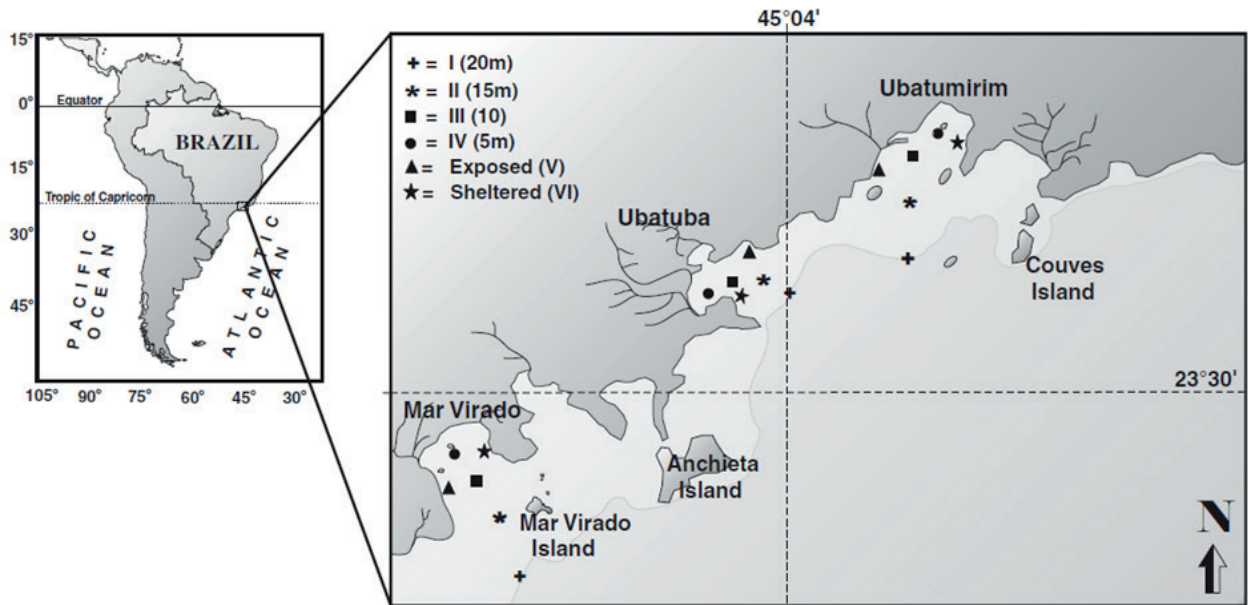 15°
0°
15°
30°
45°
105° 90° 75° 60° 45° 30°
Equator
BRAZIL
Tropic of Capricorn
PACIFIC
OCEAN
ATLANTIC
OCEAN
45°04'
+ = I (20m)
* = II (15m)
■ = III (10)
● = IV (5m)
▲ = Exposed (V)
★ = Sheltered (VI)
Ubatumirim
Ubatuba
Couves
Island
23°30'
Mar Virado
Anchieta
Island
Mar Virado
Island
N